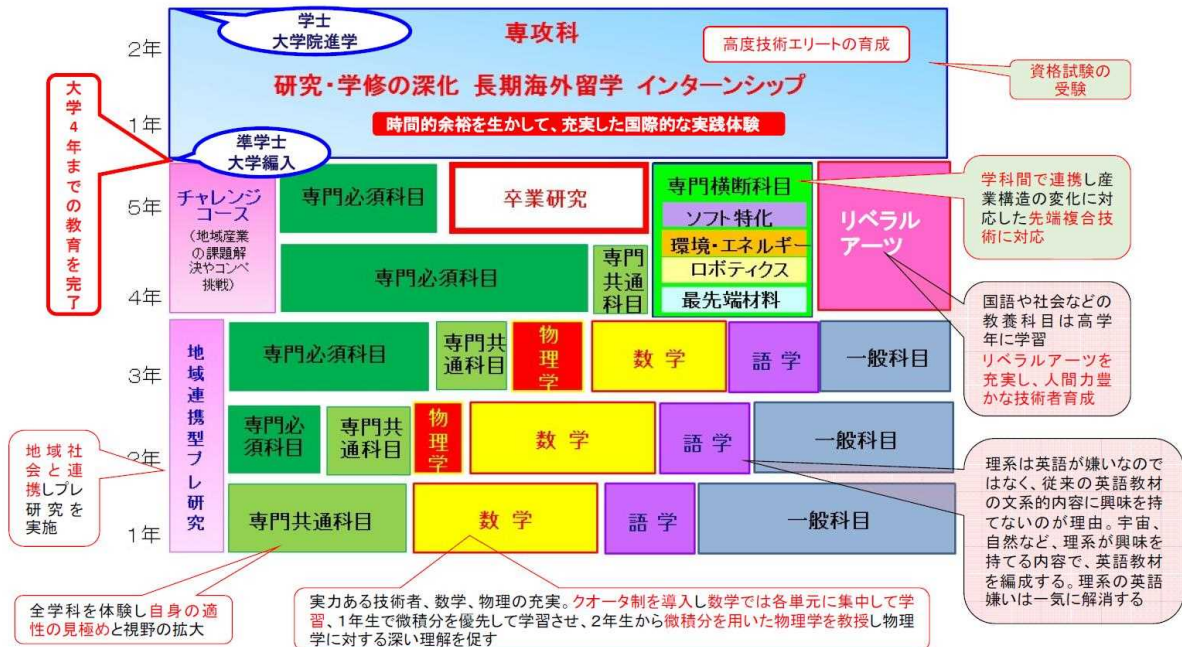 学士
大学院進学
専攻科
高度技術エリートの育成
2年
研究・学修の深化 長期海外留学 インターンシップ
資格試験の
受験
1年
時間的余裕を生かして、充実した国際的な実践体験
大学4年までの教育を完了
準学士
大学編入
5年
チャレンジ
コース
(地域産業
の課題解
決やコンペ
挑戦)
専門必須科目
卒業研究
専門横断科目
ソフト特化
環境・エネルギー
ロボティクス
最先端材料
リベラル
アーツ
学科間で連携し産
業構造の変化に対
応した先端複合技
術に対応
4年
専門必須科目
専門
共通
科目
国語や社会などの
教養科目は高学
年に学習
リベラルアーツを
充実し、人間力豊
かな技術者育成
3年
地域連携型プレ研究
専門必須科目
専門共
通科目
物理学
数 学
語 学
一般科目
2年
専門必
須科目
専門共
通科目
物理学
数 学
語 学
一般科目
地域社
会と連
携しプレ
研究を
実施
理系は英語が嫌いなので
はなく、従来の英語教材
の文系的内容に興味を持
てないのが理由。宇宙、
自然など、理系が興味を
持てる内容で、英語教材
を編成する。理系の英語
嫌いは一気に解消する
1年
専門共通科目
数 学
語 学
一般科目
全学科を体験し自身の適
性の見極めと視野の拡大
実力ある技術者、数学、物理の充実。クオータ制を導入し数学では各単元に集中して学
習、1年生で微積分を優先して学習させ、2年生から微積分を用いた物理学を教授し物理
学に対する深い理解を促す